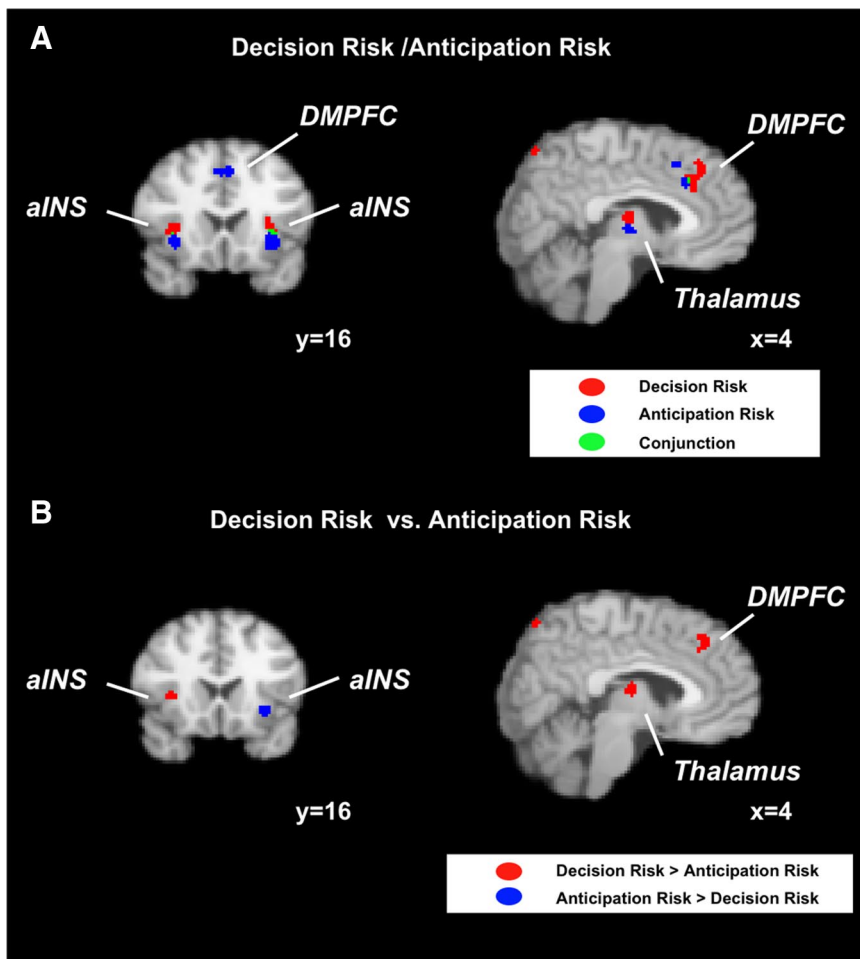 A
Decision Risk /Anticipation Risk
DMPFC
DMPFC
aINS
aINS
Thalamus
y=16
x=4
Decision Risk
Anticipation Risk
Conjunction
B
Decision Risk vs. Anticipation Risk
DMPFC
aINS
aINS
Thalamus
y=16
x=4
Decision Risk > Anticipation Risk
Anticipation Risk > Decision Risk